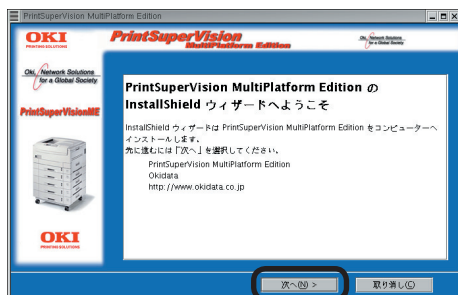 PrintSuperVision MultiPlatform Edition
OKI
PRINTING SOLUTIONS
PrintSuperVision
MultiPlatform Edition
Oki, Network Solutions
for a Global Society
Oki, Network Solutions
for a Global Society
PrintSuperVisionME
OKI
PRINTING SOLUTIONS
PrintSuperVision MultiPlatform Edition の
InstallShield ウィザードへようこそ
InstallShield ウィザードは PrintSuperVision MultiPlatform Edition をコンピューターへ
インストールします。
先に進むには「次へ」を選択してください。
PrintSuperVision MultiPlatform Edition
Okidata
http://www.okidata.co.jp
次へ(N) >
取り消し(C)